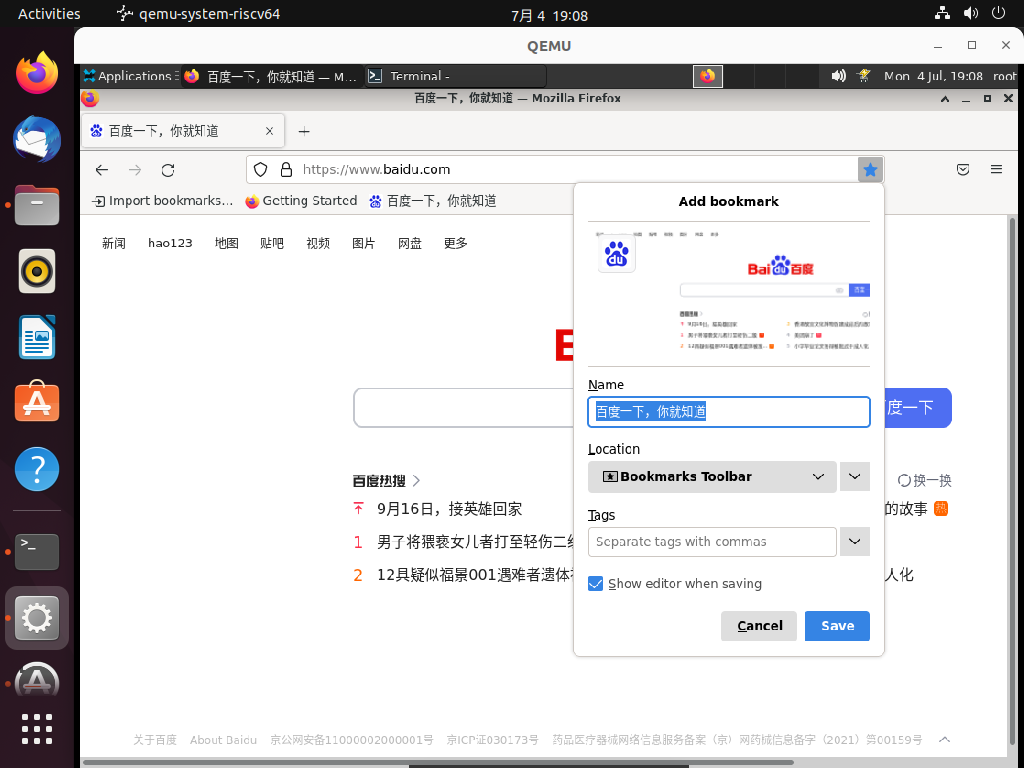 Activities qemu-system-riscv64 7月 4 19:08
QEMU
Applications 百度一下，你就知道 — M... Terminal - Mon 4 Jul, 19:08 root
百度一下，你就知道 — Mozilla Firefox
百度一下，你就知道
https://www.baidu.com
Import bookmarks... Getting Started 百度一下，你就知道
新闻 hao123 地图 贴吧 视频 图片 网盘 更多
Add bookmark
Bai du 百度
Name
百度一下，你就知道
百度一下
Location
Bookmarks Toolbar
百度热搜
换一换
9月16日，接英雄回家
的故事 热
Tags
Separate tags with commas
1 男子将猥亵女儿者打至轻伤二
2 12具疑似福景001遇难者遗体
人化
Show editor when saving
Cancel Save
关于百度 About Baidu 京公网安备11000002000001号 京ICP证030173号 药品医疗器械网络信息服务备案（京）网药械信息备字（2021）第00159号